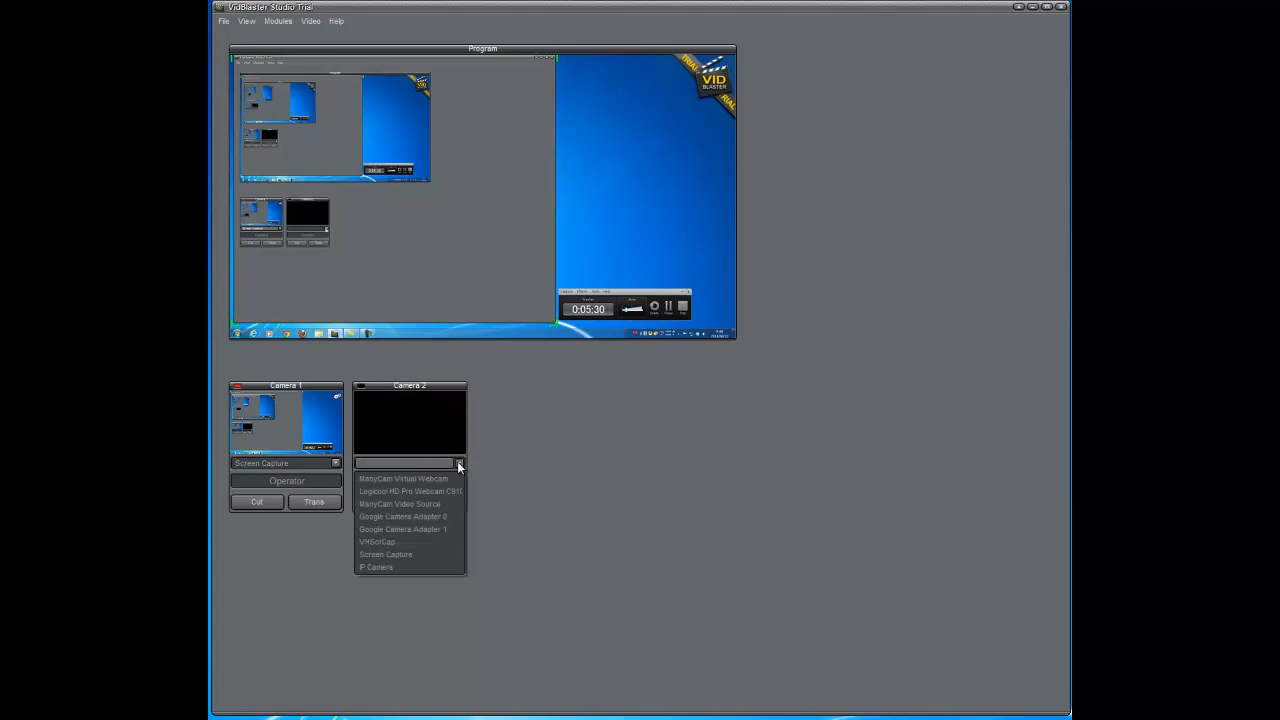 VidBlaster Studio Trial
File View Modules Video Help
Program
TRIAL
VID
BLASTER
TRIAL
0:05:30
Camera 1
Camera 2
Screen Capture
Operator
Cut Trans
ManyCam Virtual Webcam
Logicool HD Pro Webcam C910
ManyCam Video Source
Google Camera Adapter 0
Google Camera Adapter 1
VHScrCap
Screen Capture
IP Camera